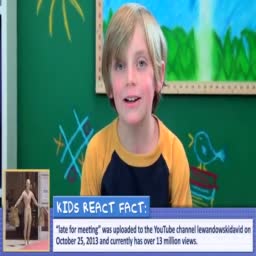 KIDS REACT FACT:
"late for meeting" was uploaded to the YouTube channel lewandowskidavid on
October 25, 2013 and currently has over 13 million views.